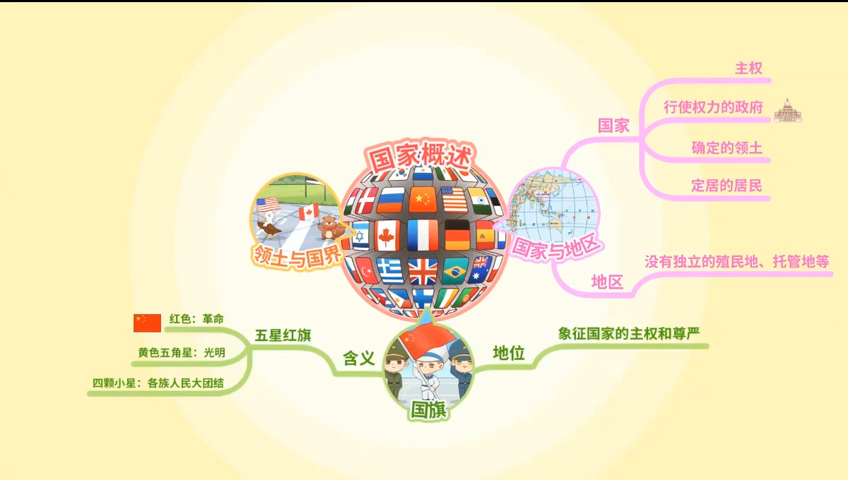 国家概述
领土与国界
国家与地区
国家
主权
行使权力的政府
确定的领土
定居的居民
地区
没有独立的殖民地、托管地等
国旗
地位
象征国家的主权和尊严
含义
五星红旗
红色：革命
黄色五角星：光明
四颗小星：各族人民大团结